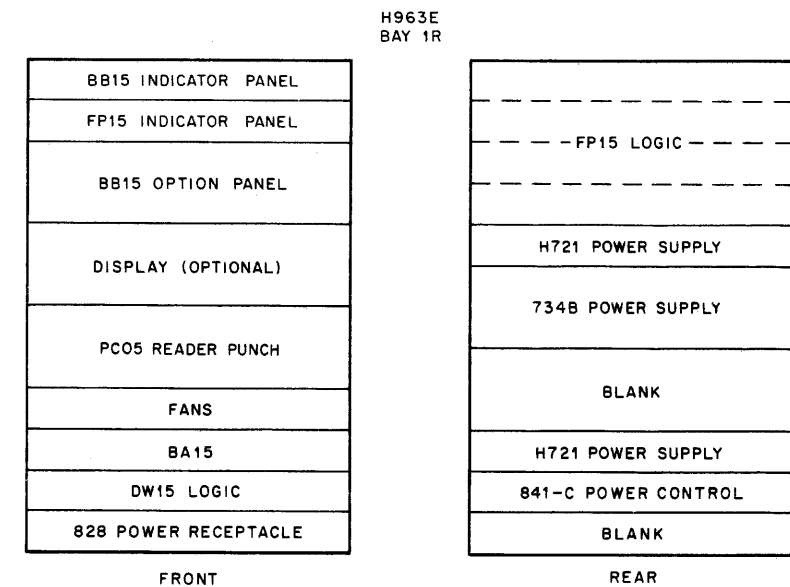 H963E
BAY 1R
BB15 INDICATOR PANEL
FP15 INDICATOR PANEL
BB15 OPTION PANEL
DISPLAY (OPTIONAL)
PC05 READER PUNCH
FANS
BA15
DW15 LOGIC
828 POWER RECEPTACLE
FRONT
FP15 LOGIC
H721 POWER SUPPLY
734B POWER SUPPLY
BLANK
H721 POWER SUPPLY
841-C POWER CONTROL
BLANK
REAR